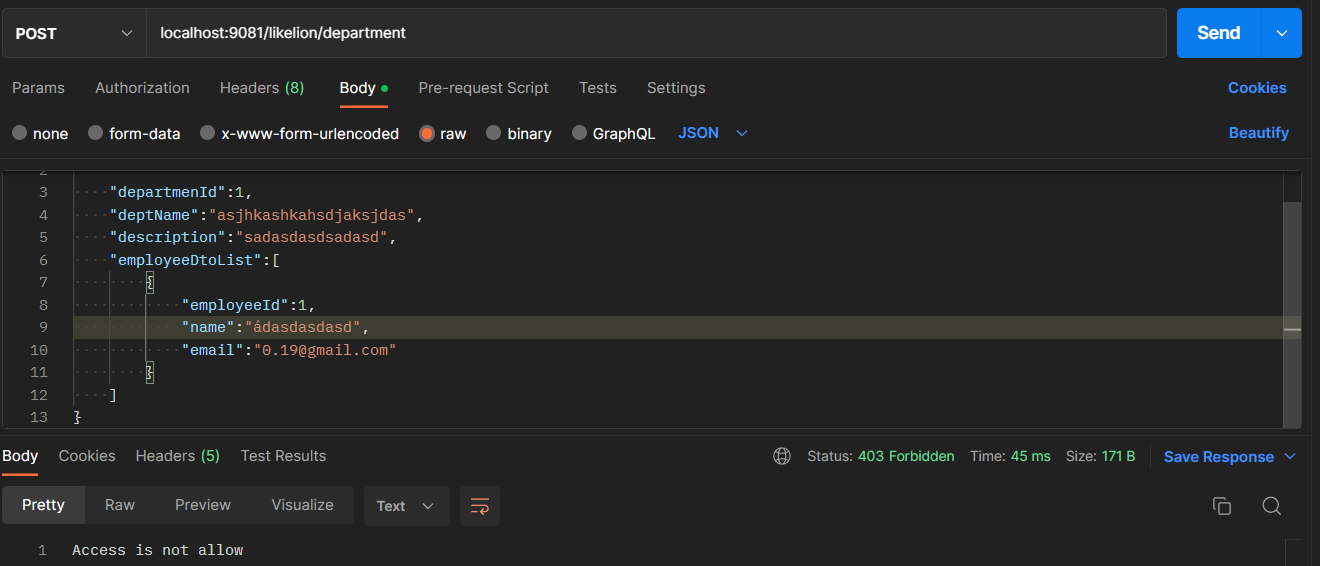 POST localhost:9081/likelion/department Send
Params Authorization Headers (8) Body Pre-request Script Tests Settings Cookies
none form-data x-www-form-urlencoded raw binary GraphQL JSON Beautify
2
3 "departmenId":1,
4 "deptName":"asjhkashkahsdjaksjdas",
5 "description":"sadasdasdsadasd",
6 "employeeDtoList":[
7 {
8 "employeeId":1,
9 "name":"ádasdasdasd",
10 "email":"0.19@gmail.com"
11 }
12 ]
13 }
Body Cookies Headers (5) Test Results Status: 403 Forbidden Time: 45 ms Size: 171 B Save Response
Pretty Raw Preview Visualize Text
1 Access is not allow